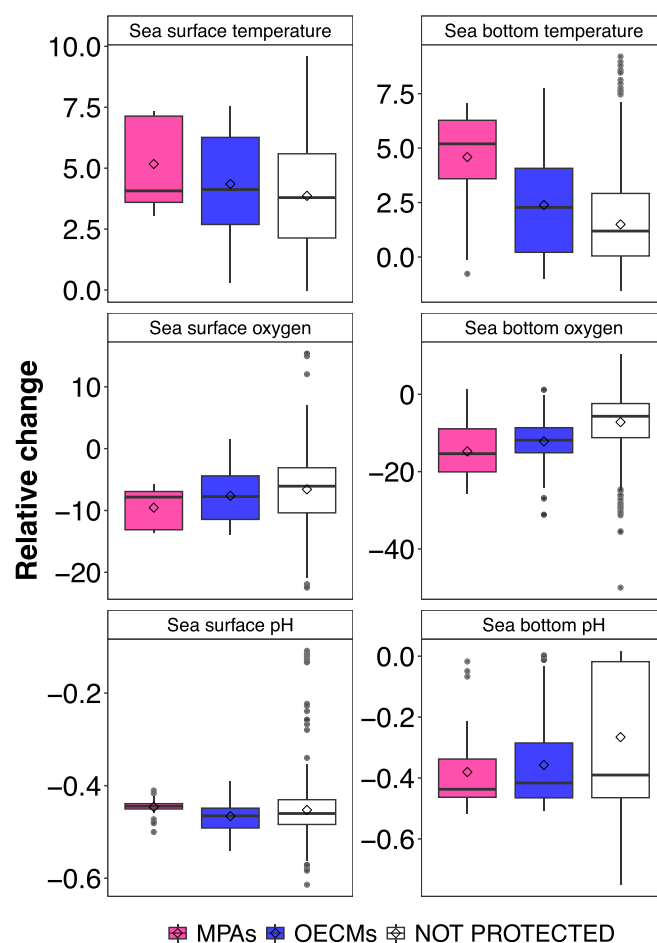 Sea surface temperature
Sea bottom temperature
10.0
7.5
5.0
2.5
0.0
7.5
5.0
2.5
0.0
Sea surface oxygen
Sea bottom oxygen
10
0
−10
−20
0
−20
−40
Relative change
Sea surface pH
Sea bottom pH
−0.2
−0.4
−0.6
0.0
−0.2
−0.4
−0.6
MPAs OECMs NOT PROTECTED